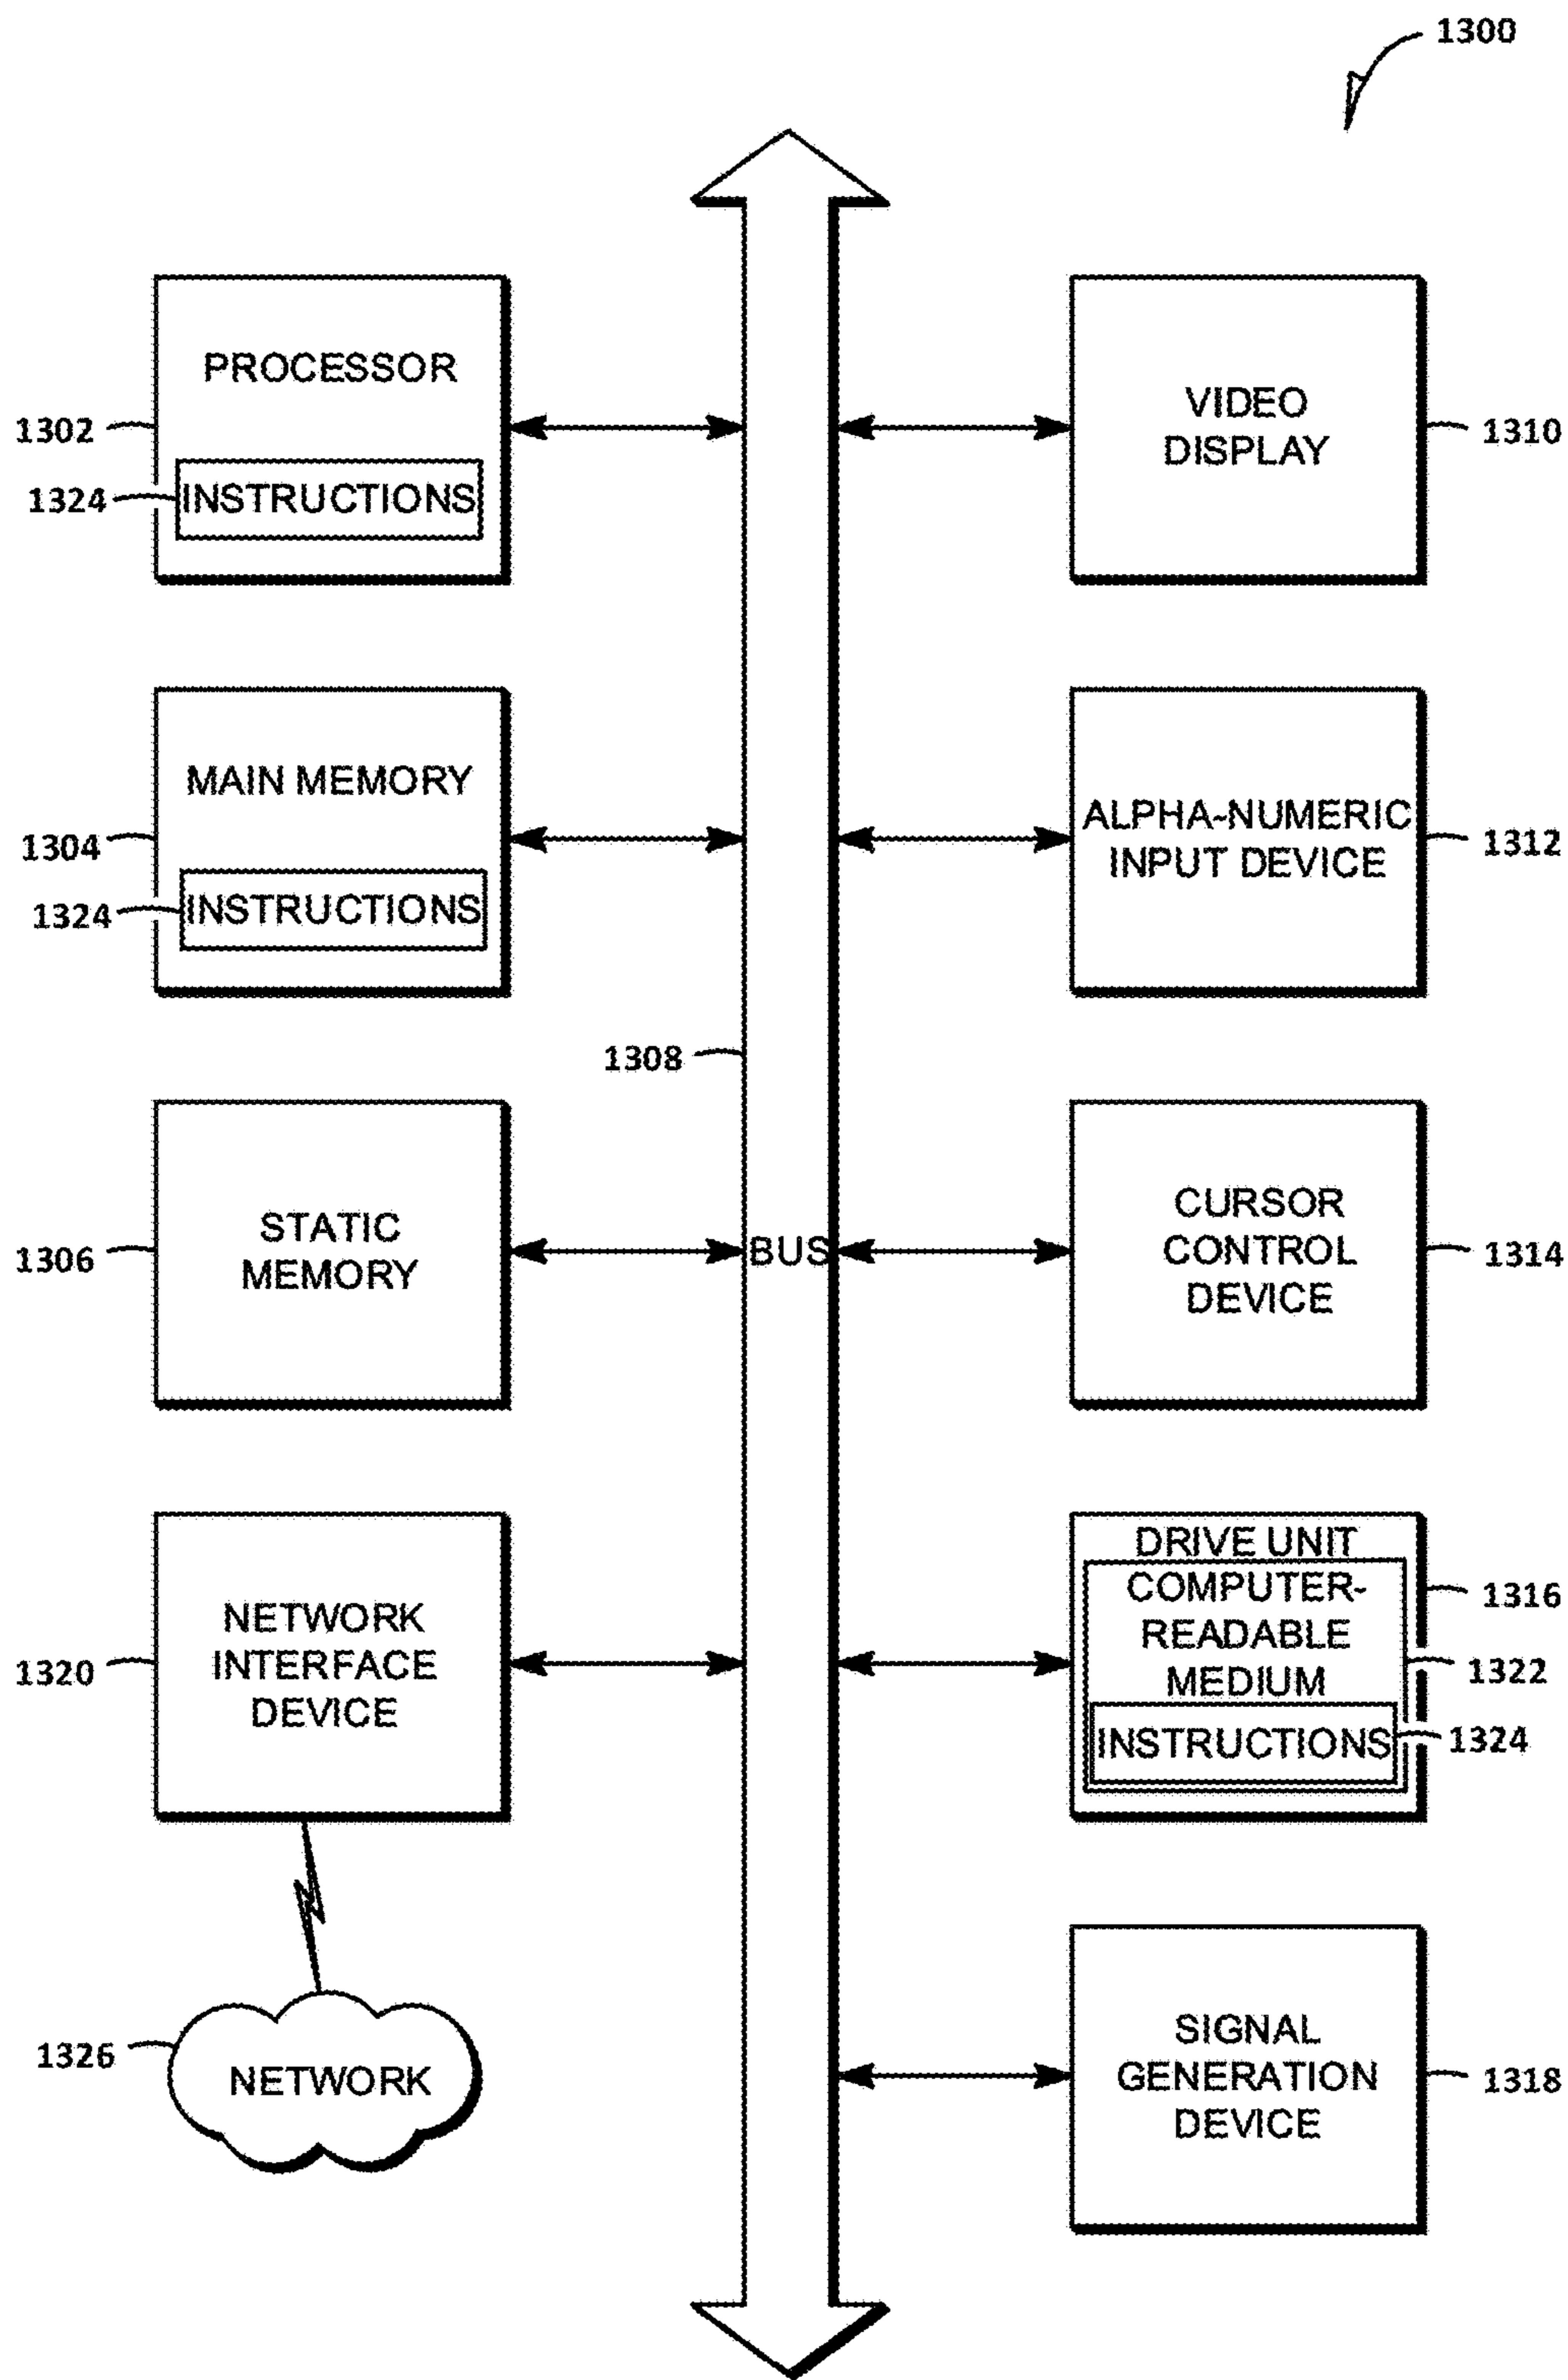 1300
PROCESSOR
1302
1324
INSTRUCTIONS
VIDEO
DISPLAY
1310
MAIN MEMORY
1304
1324
INSTRUCTIONS
ALPHA-NUMERIC
INPUT DEVICE
1312
1308
STATIC
MEMORY
1306
BUS
CURSOR
CONTROL
DEVICE
1314
NETWORK
INTERFACE
DEVICE
1320
DRIVE UNIT
COMPUTER-
READABLE
MEDIUM
INSTRUCTIONS
1316
1322
1324
1326
NETWORK
SIGNAL
GENERATION
DEVICE
1318